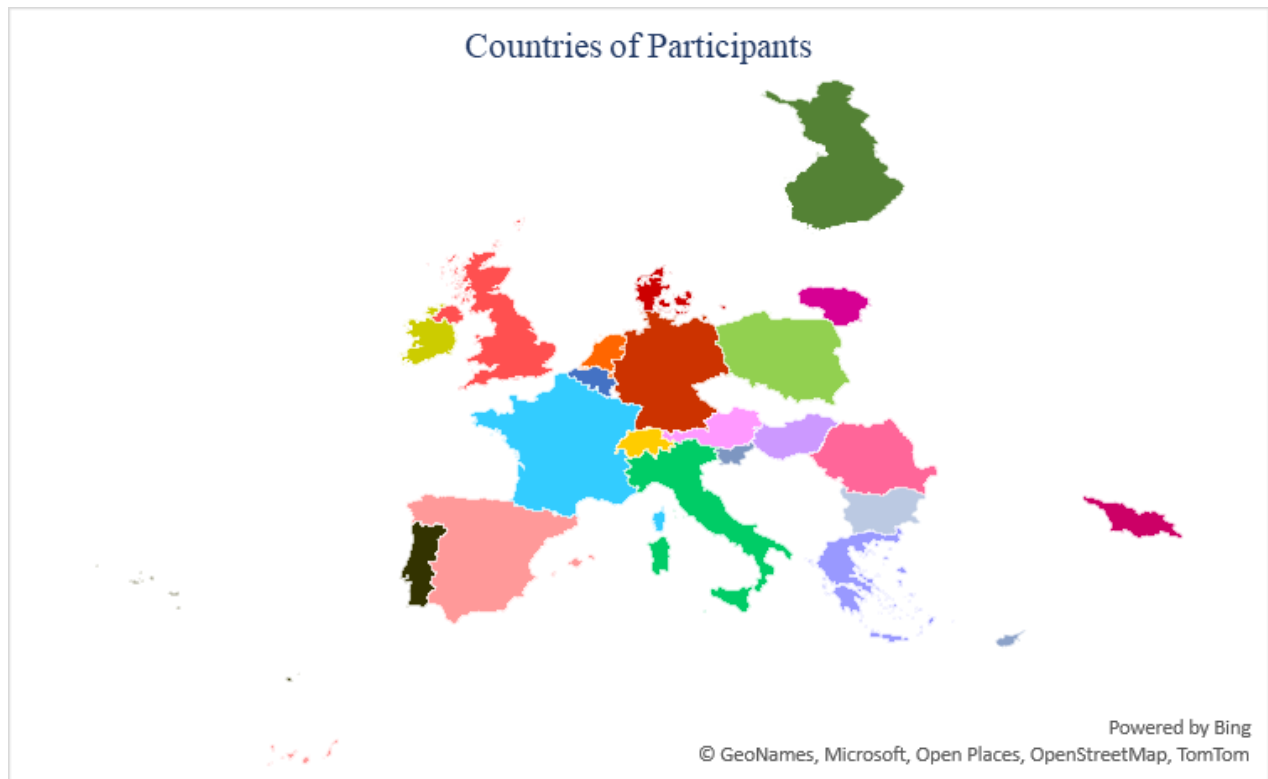 Countries of Participants
Powered by Bing
© GeoNames, Microsoft, Open Places, OpenStreetMap, TomTom